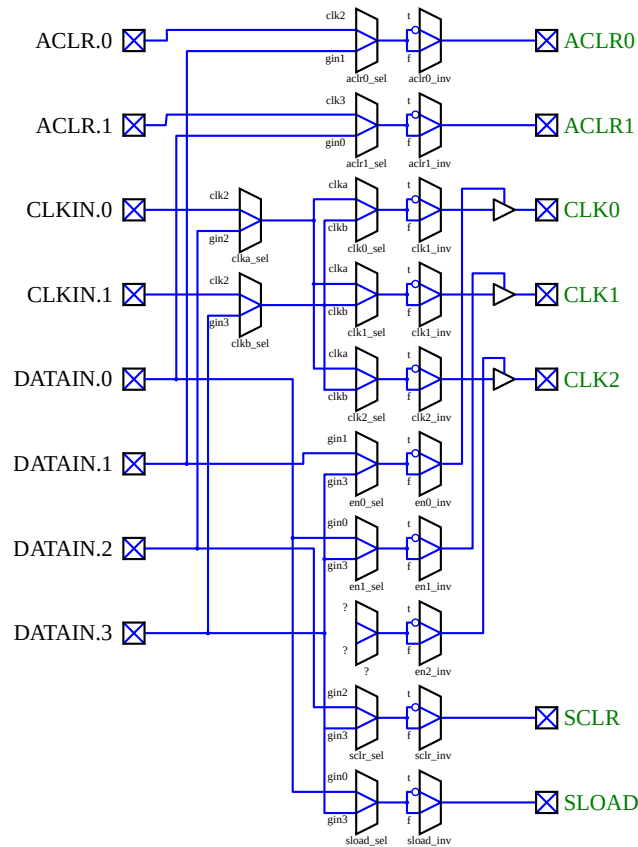 clk2 t
ACLR.0 ACLR0
gin1 f
aclr0_sel aclr0_inv
clk3 t
ACLR.1 ACLR1
gin0 f
aclr1_sel aclr1_inv
clka t
clk2
CLKIN.0 CLK0
gin2 clkb f
clk0_sel clk1_inv
clka_sel
clka t
clk2
CLKIN.1 CLK1
gin3 clkb f
clk1_sel clk1_inv
clkb_sel
clka t
DATAIN.0 CLK2
clkb f
clk2_sel clk2_inv
gin1 t
DATAIN.1
gin3 f
en0_sel en0_inv
gin0 t
DATAIN.2
gin3 f
en1_sel en1_inv
? t
DATAIN.3
? f
? en2_inv
gin2 t
SCLR
gin3 f
sclr_sel sclr_inv
gin0 t
SLOAD
gin3 f
sload_sel sload_inv